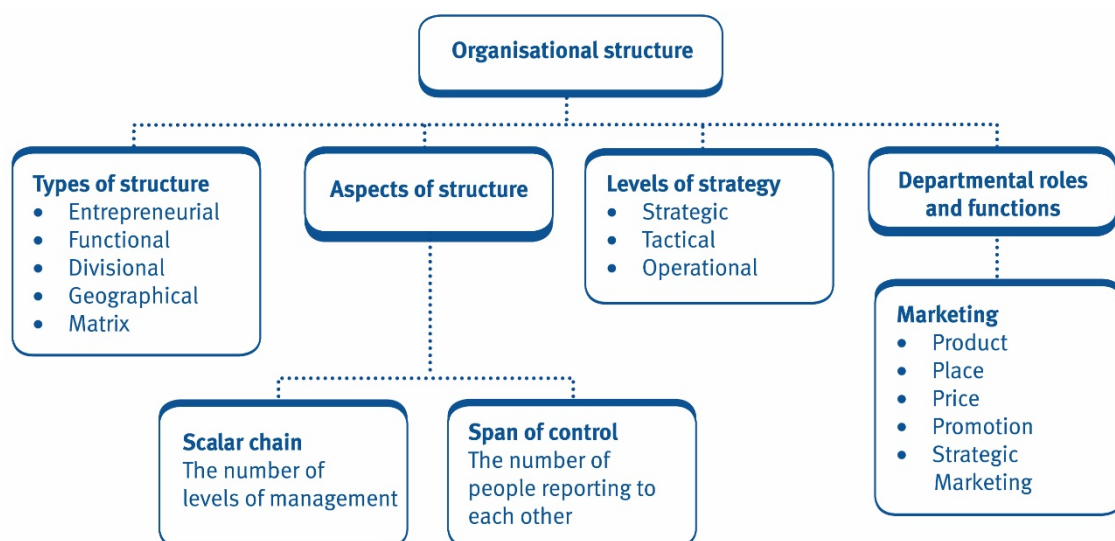 Organisational
structure
Types of structure
• Entrepreneurial
• Functional
• Divisional
• Geographical
• Matrix
Aspects of structure
Levels of strategy
• Strategic
• Tactical
• Operational
Departmental roles
and functions
Marketing
• Product
• Place
• Price
• Promotion
• Strategic
Marketing
Scalar chain
The number of
levels of management
Span of control
The number of
people reporting to
each other